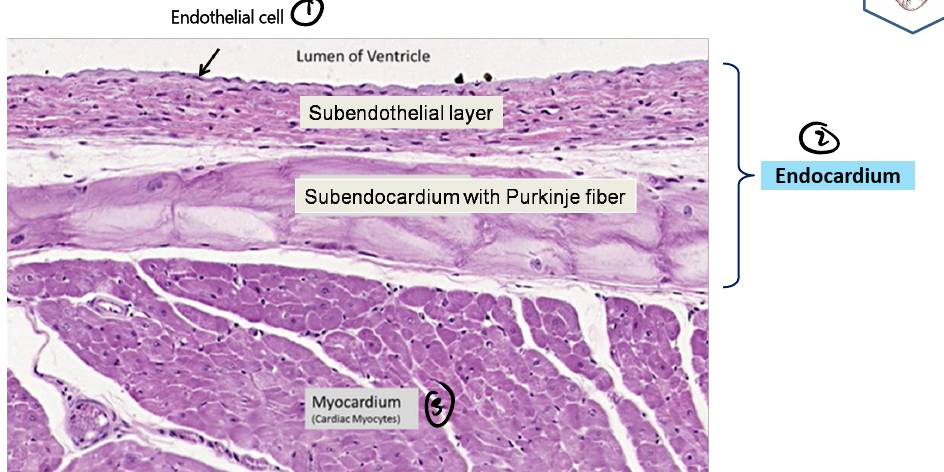 Endothelial cell 1
Lumen of Ventricle
Subendothelial layer
2
Endocardium
Subendocardium with Purkinje fiber
Myocardium 3
(Cardiac Myocytes)